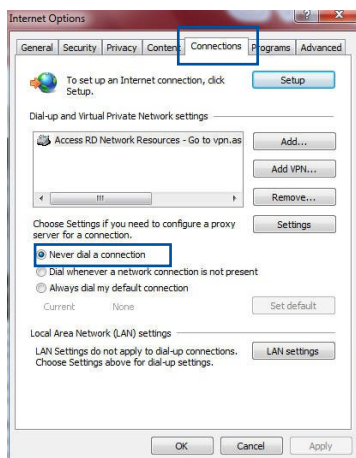 Internet Options
General Security Privacy Content Connections Programs Advanced
To set up an Internet connection, click
Setup.
Setup
Dial-up and Virtual Private Network settings
Access RD Network Resources - Go to vpn.as
Add...
Add VPN...
Remove...
Choose Settings if you need to configure a proxy
server for a connection.
Settings
Never dial a connection
Dial whenever a network connection is not present
Always dial my default connection
Current None
Set default
Local Area Network (LAN) settings
LAN Settings do not apply to dial-up connections.
Choose Settings above for dial-up settings.
LAN settings
OK Cancel Apply